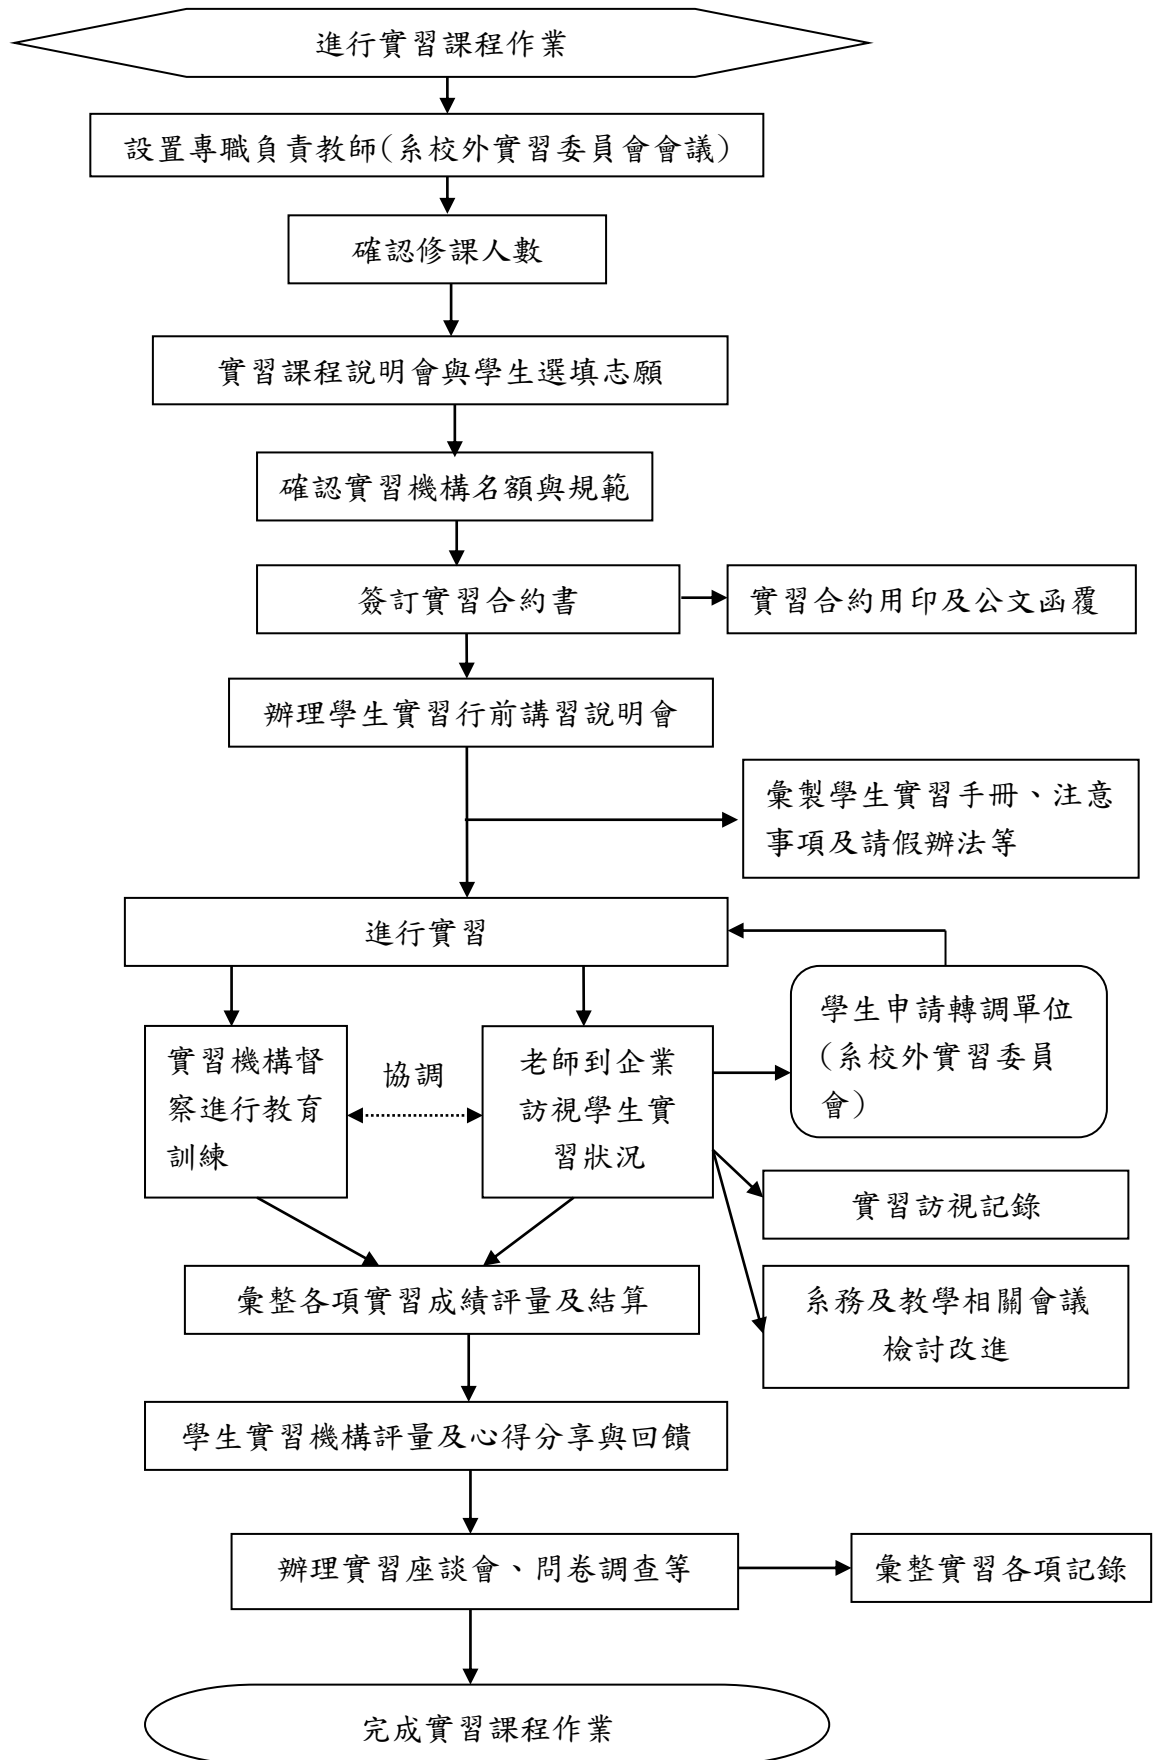 進行實習課程作業
設置專職負責教師(系校外實習委員會會議)
確認修課人數
實習課程說明會與學生選填志願
確認實習機構名額與規範
簽訂實習合約書
實習合約用印及公文函覆
辦理學生實習行前講習說明會
彙製學生實習手冊、注意
事項及請假辦法等
進行實習
學生申請轉調單位
(系校外實習委員
會)
實習機構督
察進行教育
訓練
協調
老師到企業
訪視學生實
習狀況
實習訪視記錄
系務及教學相關會議
檢討改進
彙整各項實習成績評量及結算
學生實習機構評量及心得分享與回饋
辦理實習座談會、問卷調查等
彙整實習各項記錄
完成實習課程作業